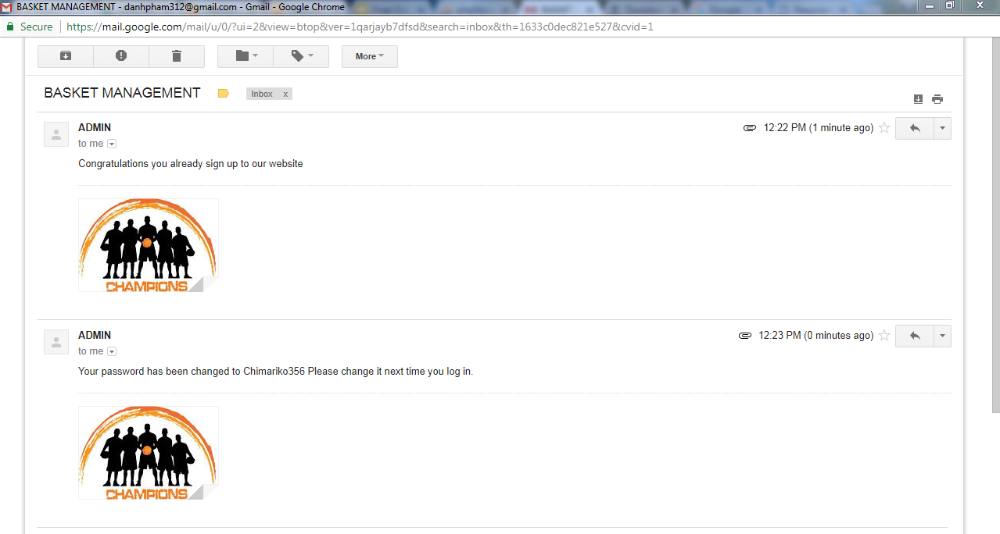 BASKET MANAGEMENT - danhpham312@gmail.com - Gmail - Google Chrome
Secure https://mail.google.com/mail/u/0/?ui=2&view=btop&ver=1qarjayb7dfsd&search=inbox&th=1633c0dec821e527&cvid=1
More
BASKET MANAGEMENT Inbox x
ADMIN 12:22 PM (1 minute ago)
to me
Congratulations you already sign up to our website
CHAMPIONS
ADMIN 12:23 PM (0 minutes ago)
to me
Your password has been changed to Chimariko356 Please change it next time you log in.
CHAMPIONS